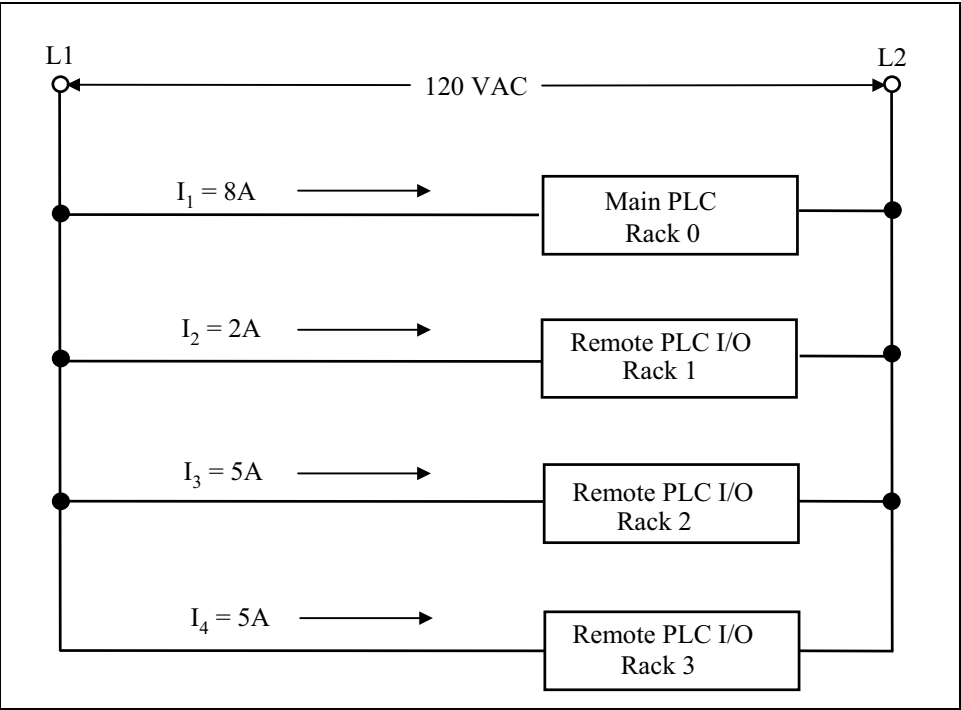 L1
L2
120 VAC
I₁ = 8A
Main PLC
Rack 0
I₂ = 2A
Remote PLC I/O
Rack 1
I₃ = 5A
Remote PLC I/O
Rack 2
I₄ = 5A
Remote PLC I/O
Rack 3